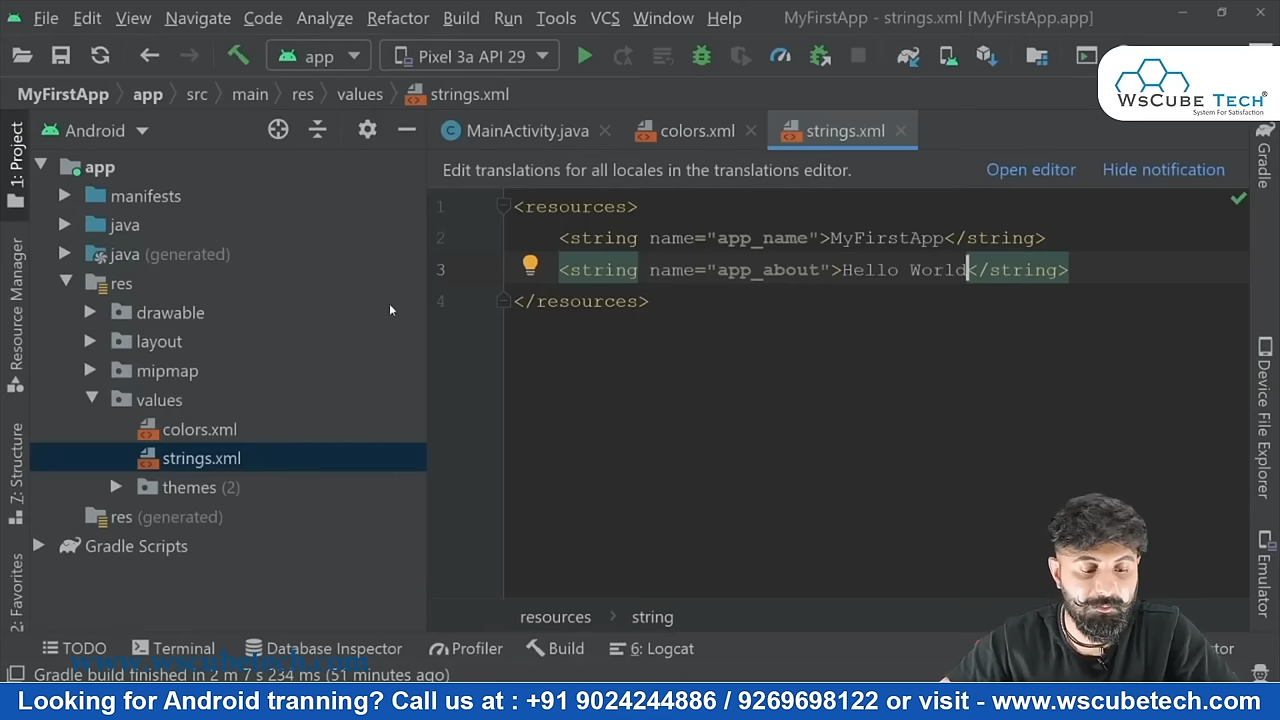 File Edit View Navigate Code Analyze Refactor Build Run Tools VCS Window Help MyFirstApp - strings.xml [MyFirstApp.app]
app Pixel 3a API 29
WsCube Tech®
System For Satisfaction
MyFirstApp app src main res values strings.xml
Android
MainActivity.java colors.xml strings.xml
Edit translations for all locales in the translations editor. Open editor Hide notification
1: Project
Resource Manager
Z: Structure
2: Favorites
app
manifests
java
java (generated)
res
drawable
layout
mipmap
values
colors.xml
strings.xml
themes (2)
res (generated)
Gradle Scripts
1 <resources>
2 <string name="app_name">MyFirstApp</string>
3 <string name="app_about">Hello World</string>
4 </resources>
Gradle
Device File Explorer
Emulator
resources string
TODO Terminal Database Inspector Profiler Build 6: Logcat
www.wscubetech.com
Gradle build finished in 2 m 7 s 234 ms (51 minutes ago)
Looking for Android tranning? Call us at : +91 9024244886 / 9269698122 or visit - www.wscubetech.com